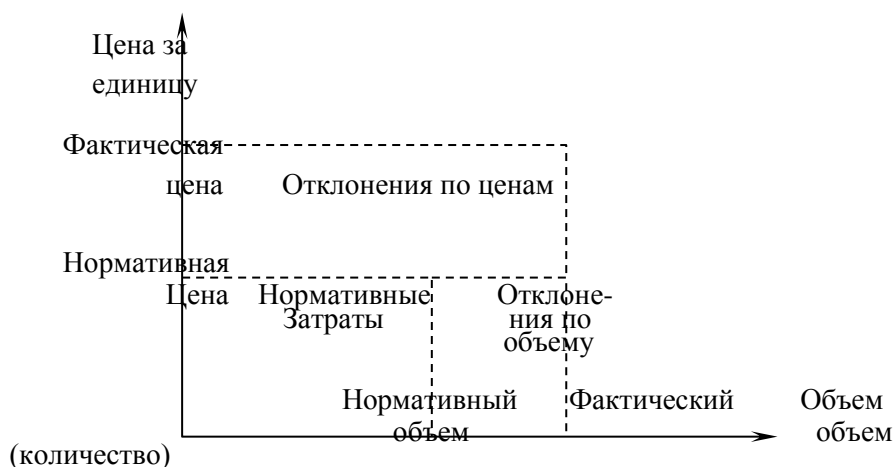 Цена за
единицу
Фактическая
цена
Отклонения по ценам
Нормативная
Цена
Нормативные
Затраты
Отклоне-
ния по
объему
Нормативный
объем
Фактический
Объем
объем
(количество)